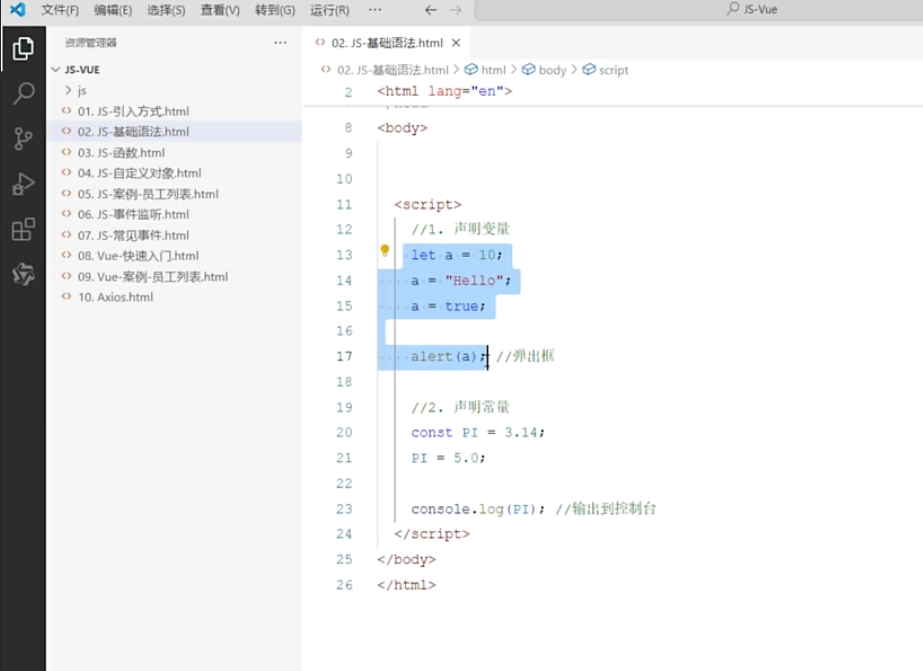 文件(F) 编辑(E) 选择(S) 查看(V) 转到(G) 运行(R) ··· JS-Vue
资源管理器 ···
JS-VUE
js
01. JS-引入方式.html
02. JS-基础语法.html
03. JS-函数.html
04. JS-自定义对象.html
05. JS-案例-员工列表.html
06. JS-事件监听.html
07. JS-常见事件.html
08. Vue-快速入门.html
09. Vue-案例-员工列表.html
10. Axios.html
02. JS-基础语法.html
02. JS-基础语法.html > html > body > script
2 <html lang="en">
8 <body>
9
10
11 <script>
12 //1. 声明变量
13 let a = 10;
14 a = "Hello";
15 a = true;
16
17 alert(a); //弹出框
18
19 //2. 声明常量
20 const PI = 3.14;
21 PI = 5.0;
22
23 console.log(PI); //输出到控制台
24 </script>
25 </body>
26 </html>